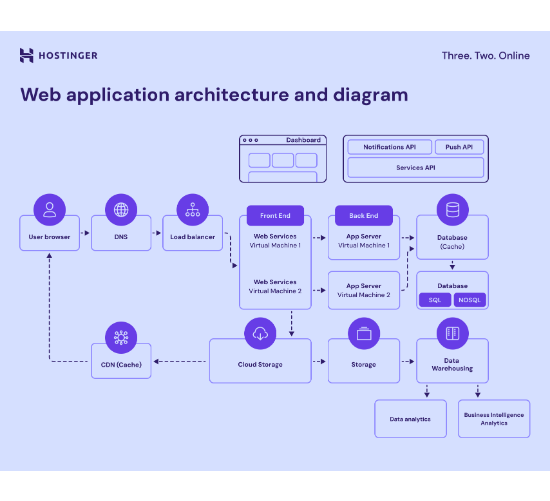 HOSTINGER
Three. Two. Online
Web application architecture and diagram
Dashboard
Notifications API
Push API
Services API
User browser
DNS
Load balancer
Front End
Web Services
Virtual Machine 1
Web Services
Virtual Machine 2
Back End
App Server
Virtual Machine 1
App Server
Virtual Machine 2
Database
(Cache)
Database
SQL
NOSQL
CDN (Cache)
Cloud Storage
Storage
Data
Warehousing
Data analytics
Business Intelligence
Analytics